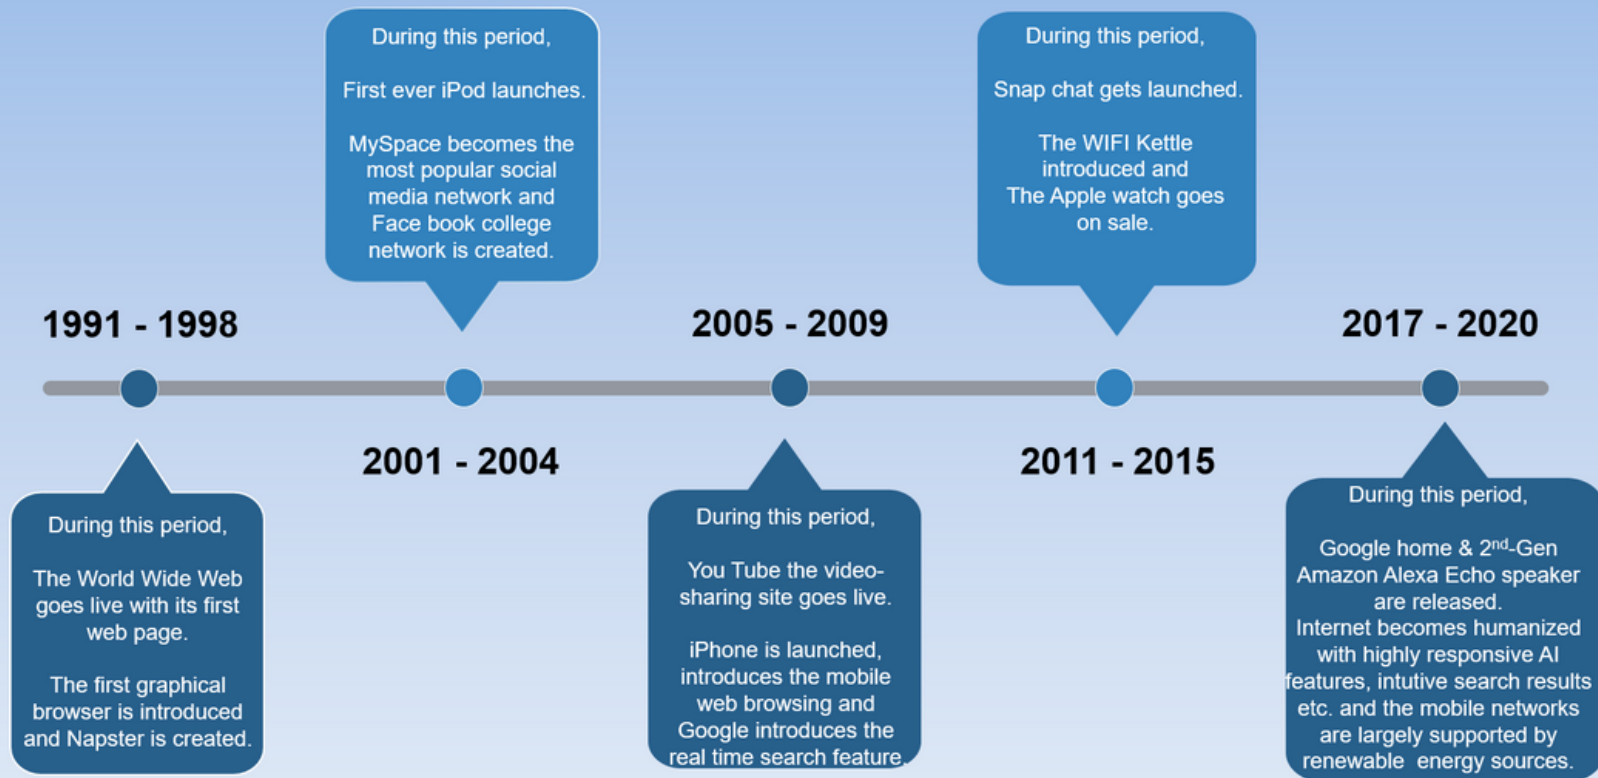 During this period,
First ever iPod launches.
MySpace becomes the
most popular social
media network and
Face book college
network is created.
During this period,
Snap chat gets launched.
The WIFI Kettle
introduced and
The Apple watch goes
on sale.
1991 - 1998
2005 - 2009
2017 - 2020
2001 - 2004
2011 - 2015
During this period,
The World Wide Web
goes live with its first
web page.
The first graphical
browser is introduced
and Napster is created.
During this period,
You Tube the video-
sharing site goes live.
iPhone is launched,
introduces the mobile
web browsing and
Google introduces the
real time search feature.
During this period,
Google home & 2nd-Gen
Amazon Alexa Echo speaker
are released.
Internet becomes humanized
with highly responsive AI
features, intutive search results
etc. and the mobile networks
are largely supported by
renewable energy sources.